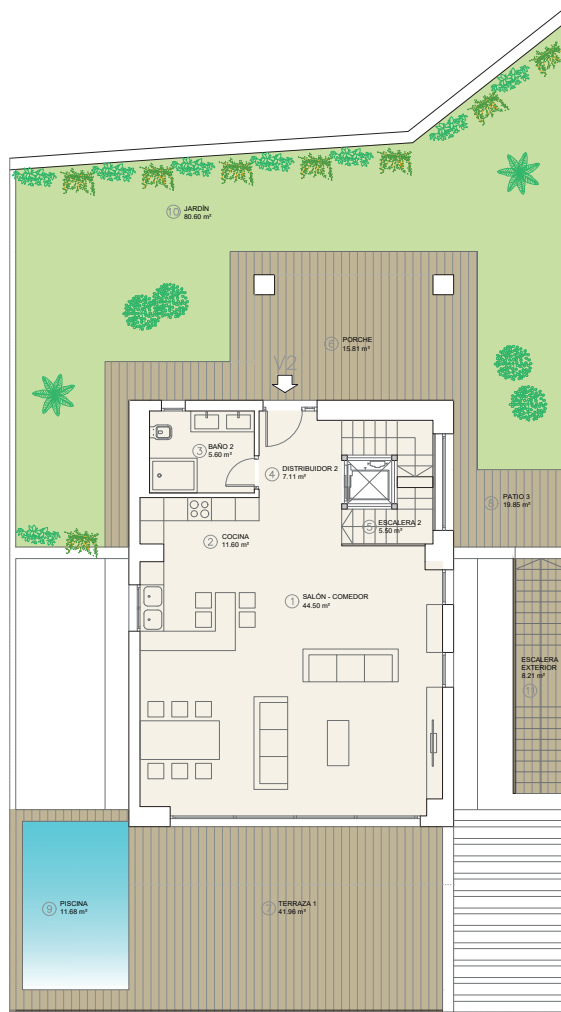 10 JARDÍN
80.60 m²
6 PORCHE
15.81 m²
V2
3 BAÑO 2
5.60 m²
4 DISTRIBUIDOR 2
7.11 m²
8 PATIO 3
19.85 m²
5 ESCALERA 2
5.50 m²
2 COCINA
11.60 m²
1 SALÓN - COMEDOR
44.50 m²
ESCALERA
EXTERIOR
8.21 m²
11
9 PISCINA
11.68 m²
7 TERRAZA 1
41.96 m²